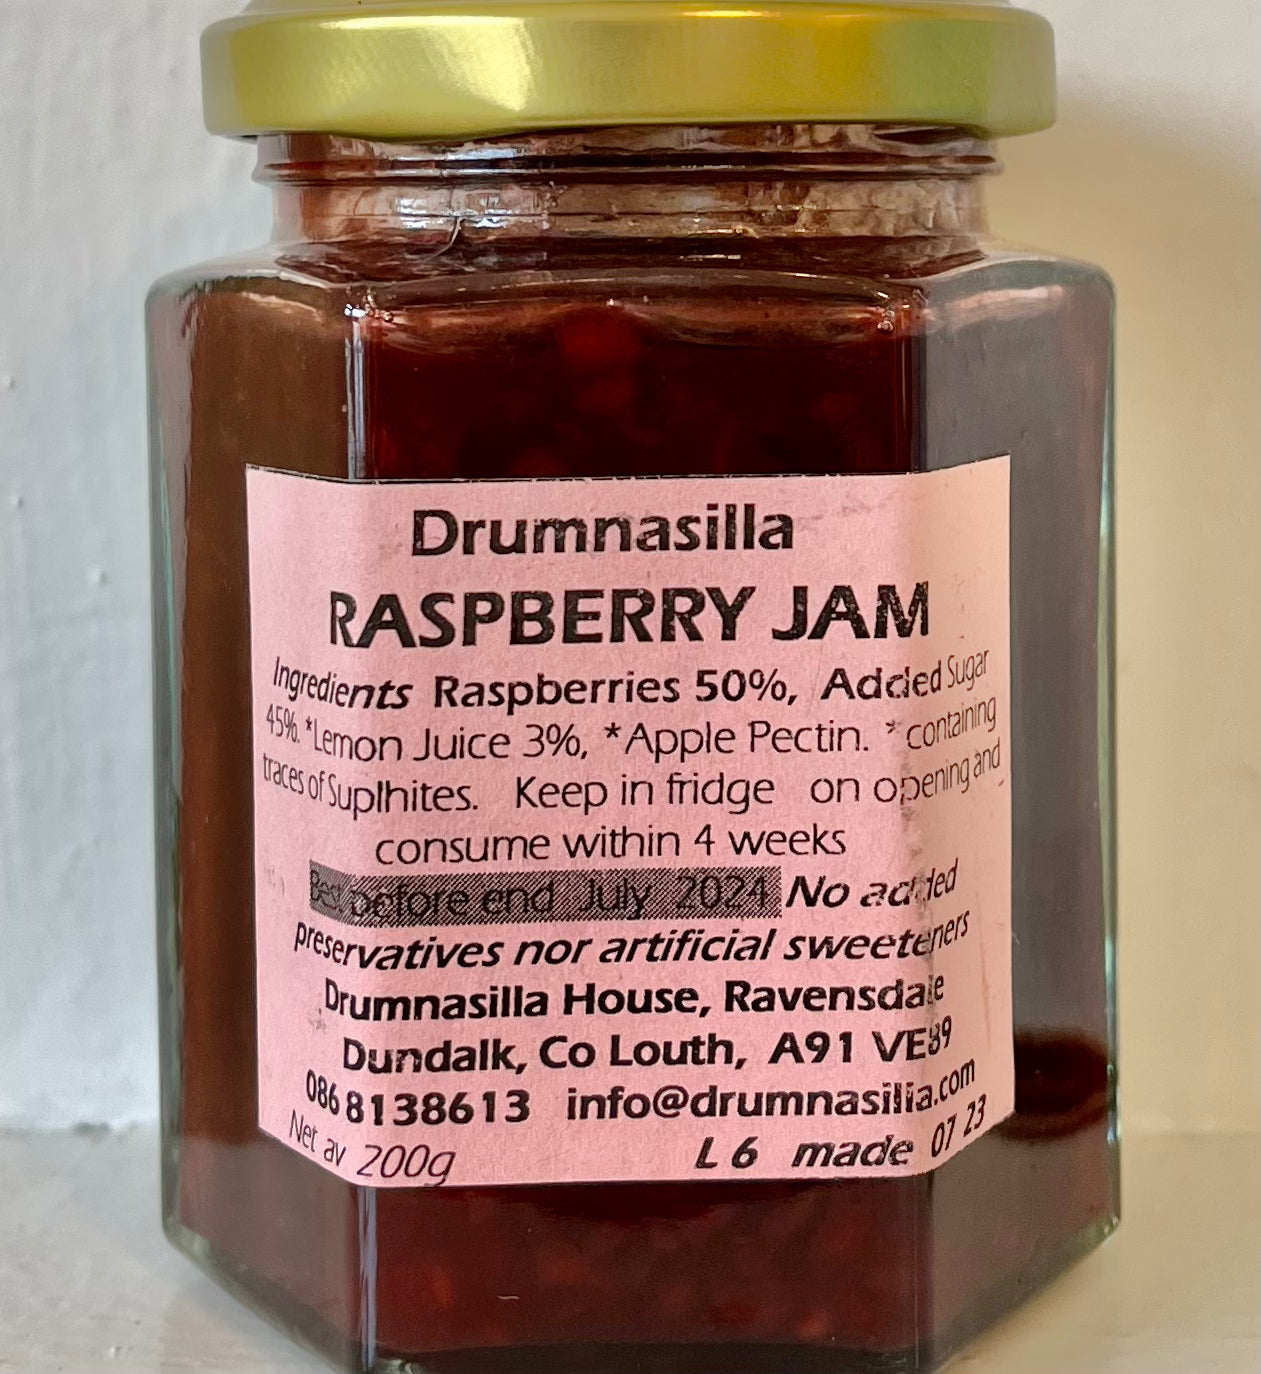 Drumnasilla
RASPBERRY JAM
Ingredients Raspberries 50%, Added Sugar
45%. *Lemon Juice 3%, *Apple Pectin. * containing
traces of Suplhites. Keep in fridge on opening and
consume within 4 weeks
Best before end July 2024 No added
preservatives nor artificial sweeteners
Drumnasilla House, Ravensdale
Dundalk, Co Louth, A91 VE89
086 8138613 info@drumnasilla.com
Net av 200g L 6 made 07 23